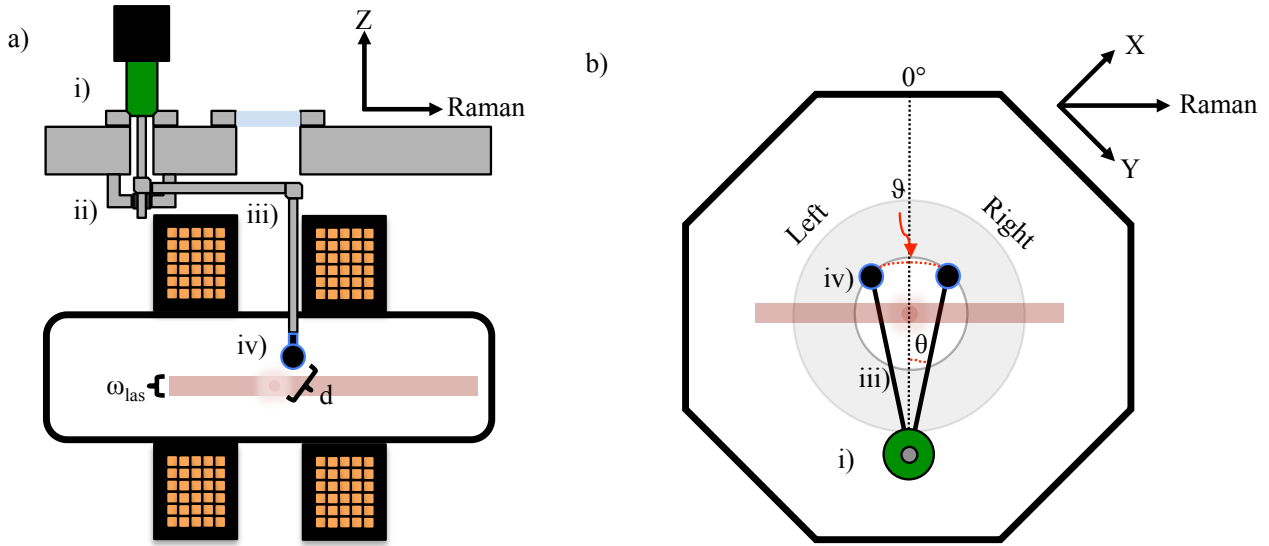 a)
Z
i)
Raman
ii)
iii)
iv)
ω_las
d
b)
0°
X
Raman
Y
ϑ
Left
Right
iv)
θ
iii)
i)